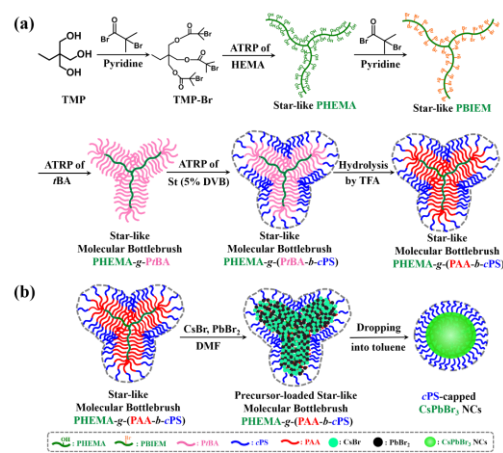 (a)
OH
OH
OH
TMP
O
Br
Br
Pyridine
Br
O
O
O
Br
O
O
O
Br
TMP-Br
ATRP of
HEMA
Star-like PHEMA
O
Br
Br
Pyridine
Star-like PBIEM
ATRP of
tBA
Star-like
Molecular Bottlebrush
PHEMA-g-PtBA
ATRP of
St (5% DVB)
Star-like
Molecular Bottlebrush
PHEMA-g-(PtBA-b-cPS)
Hydrolysis
by TFA
Star-like
Molecular Bottlebrush
PHEMA-g-(PAA-b-cPS)
(b)
Star-like
Molecular Bottlebrush
PHEMA-g-(PAA-b-cPS)
CsBr, PbBr₂
DMF
Precursor-loaded Star-like
Molecular Bottlebrush
PHEMA-g-(PAA-b-cPS)
Dropping
into toluene
cPS-capped
CsPbBr₃ NCs
OH : PHEMA Br : PBIEM : PtBA : cPS : PAA : CsBr : PbBr₂ : CsPbBr₃ NCs